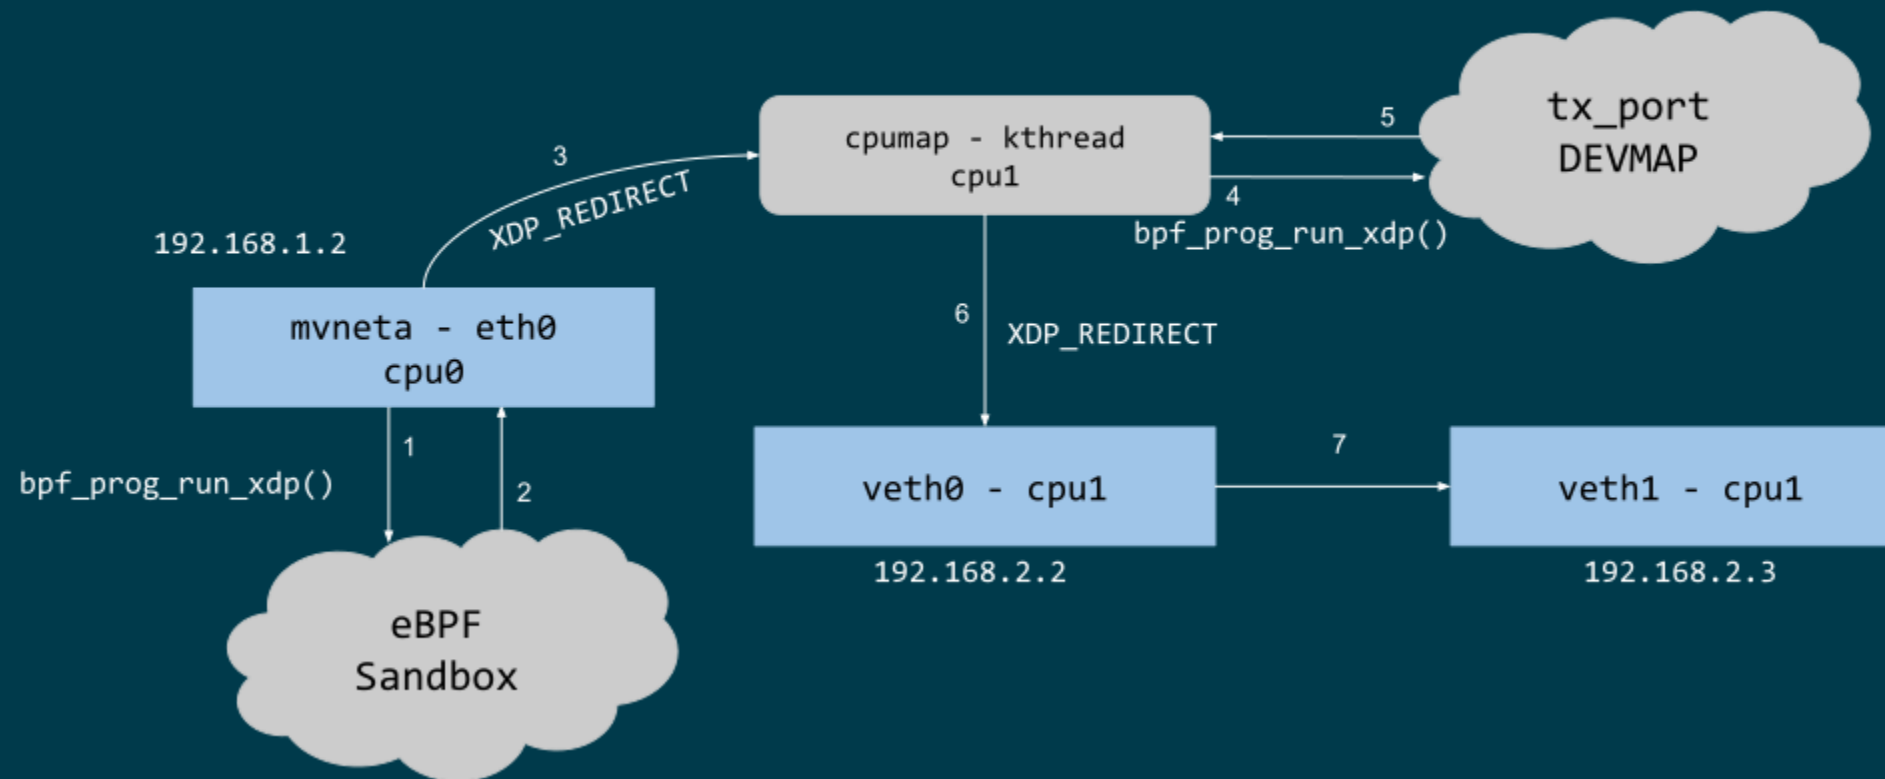 tx_port
DEVMAP
5
cpumap - kthread
cpu1
4
bpf_prog_run_xdp()
3
XDP_REDIRECT
192.168.1.2
mvneta - eth0
cpu0
6
XDP_REDIRECT
1
bpf_prog_run_xdp()
2
7
veth0 - cpu1
veth1 - cpu1
192.168.2.2
192.168.2.3
eBPF
Sandbox